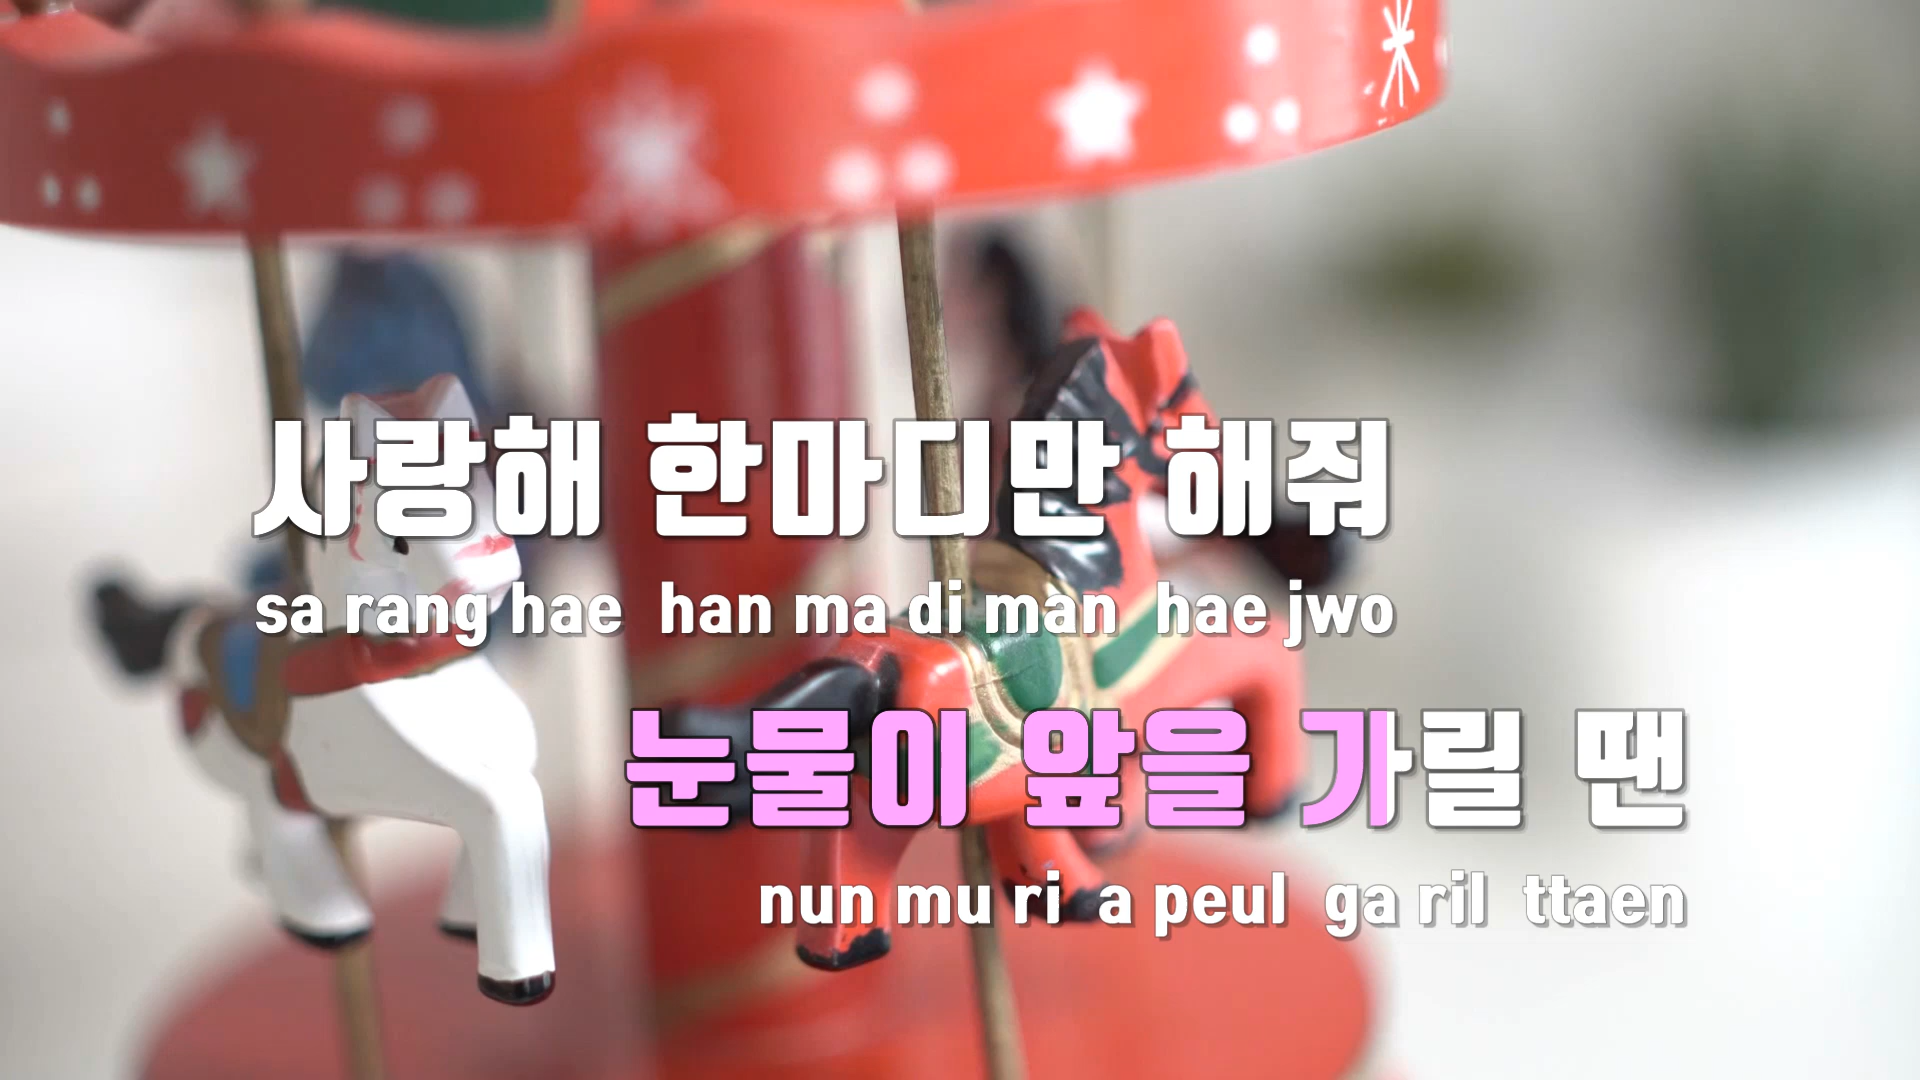 사랑해 한마디만 해줘
sa rang hae han ma di man hae jwo
눈물이 앞을 가릴 땐
nun mu ri a peul ga ril ttaen